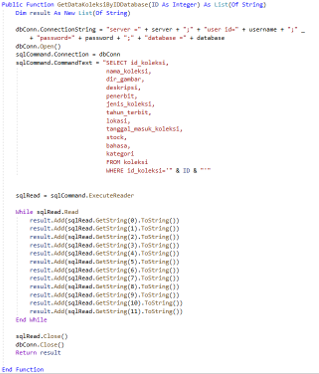 Public Function GetDataKoleksiByIDDatabase(ID As Integer) As List(Of String)
Dim result As New List(Of String)
dbConn.ConnectionString = "server =" + server + ";" + "user id=" + username + ";" _
+ "password=" + password + ";" + "database =" + database
dbConn.Open()
sqlCommand.Connection = dbConn
sqlCommand.CommandText = "SELECT id_koleksi,
nama_koleksi,
dir_gambar,
deskripsi,
penerbit,
jenis_koleksi,
tahun_terbit,
lokasi,
tanggal_masuk_koleksi,
stock,
bahasa,
kategori
FROM koleksi
WHERE id_koleksi='" & ID & "'"
sqlRead = sqlCommand.ExecuteReader
While sqlRead.Read
result.Add(sqlRead.GetString(0).ToString())
result.Add(sqlRead.GetString(1).ToString())
result.Add(sqlRead.GetString(2).ToString())
result.Add(sqlRead.GetString(3).ToString())
result.Add(sqlRead.GetString(4).ToString())
result.Add(sqlRead.GetString(5).ToString())
result.Add(sqlRead.GetString(6).ToString())
result.Add(sqlRead.GetString(7).ToString())
result.Add(sqlRead.GetString(8).ToString())
result.Add(sqlRead.GetString(9).ToString())
result.Add(sqlRead.GetString(10).ToString())
result.Add(sqlRead.GetString(11).ToString())
End While
sqlRead.Close()
dbConn.Close()
Return result
End Function